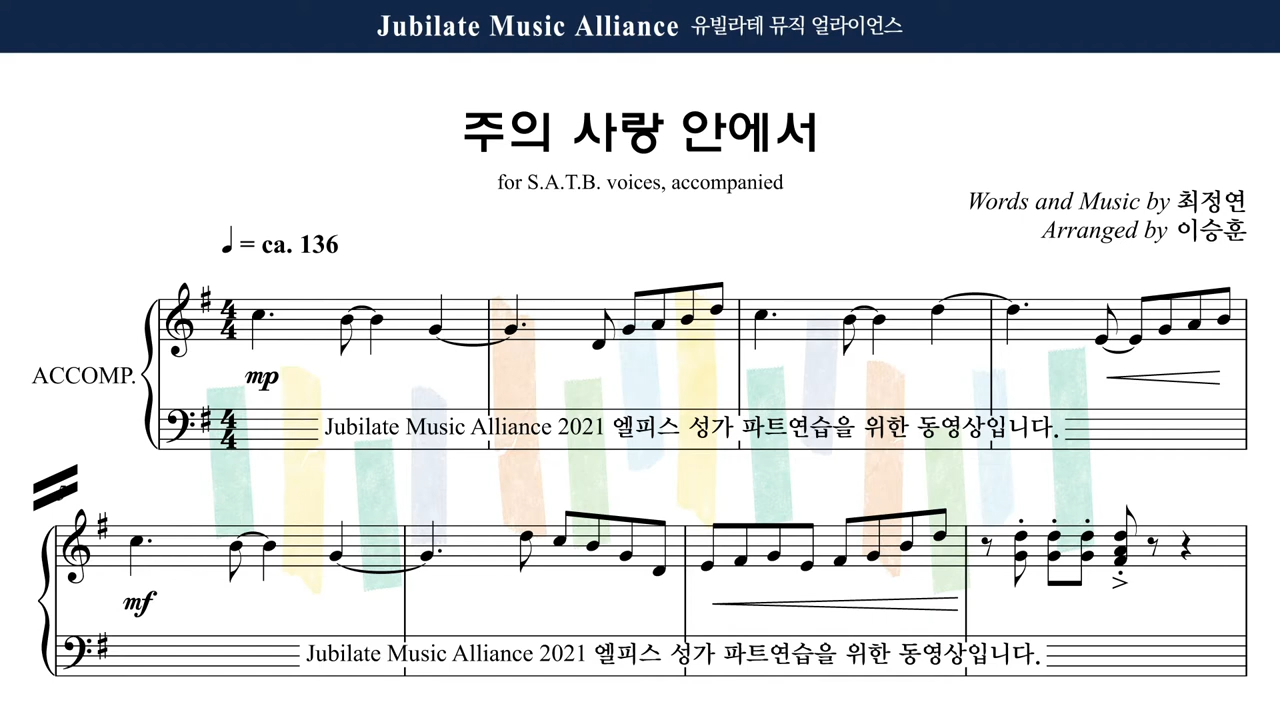 Jubilate Music Alliance 유빌라테 뮤직 얼라이언스
주의 사랑 안에서
for S.A.T.B. voices, accompanied
Words and Music by 최정연
Arranged by 이승훈
♩ = ca. 136
ACCOMP.
mp
Jubilate Music Alliance 2021 엘피스 성가 파트연습을 위한 동영상입니다.
mf
Jubilate Music Alliance 2021 엘피스 성가 파트연습을 위한 동영상입니다.